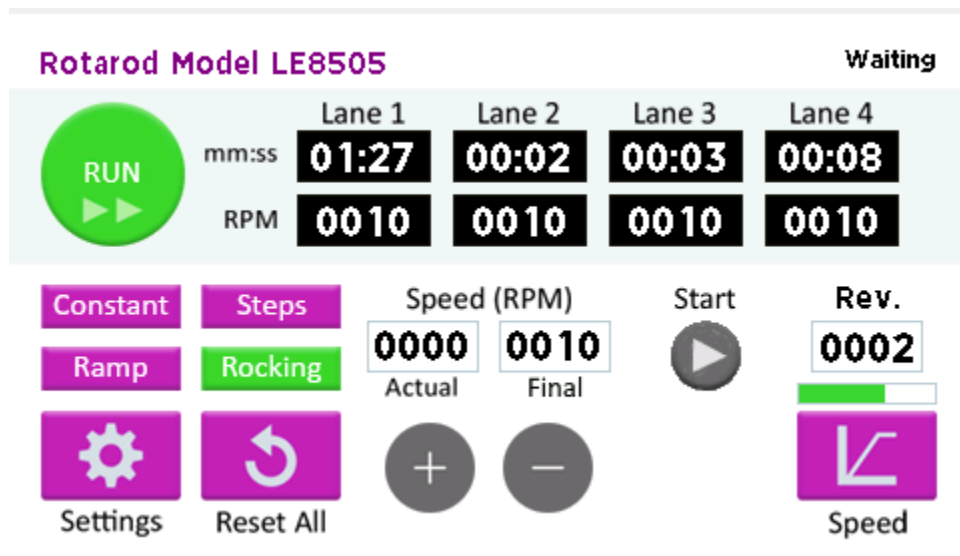 Rotarod Model LE8505 Waiting
Lane 1 Lane 2 Lane 3 Lane 4
RUN mm:ss 01:27 00:02 00:03 00:08
RPM 0010 0010 0010 0010
Constant Steps Speed (RPM) Start Rev.
0000 0010 0002
Ramp Rocking Actual Final
Settings Reset All Speed